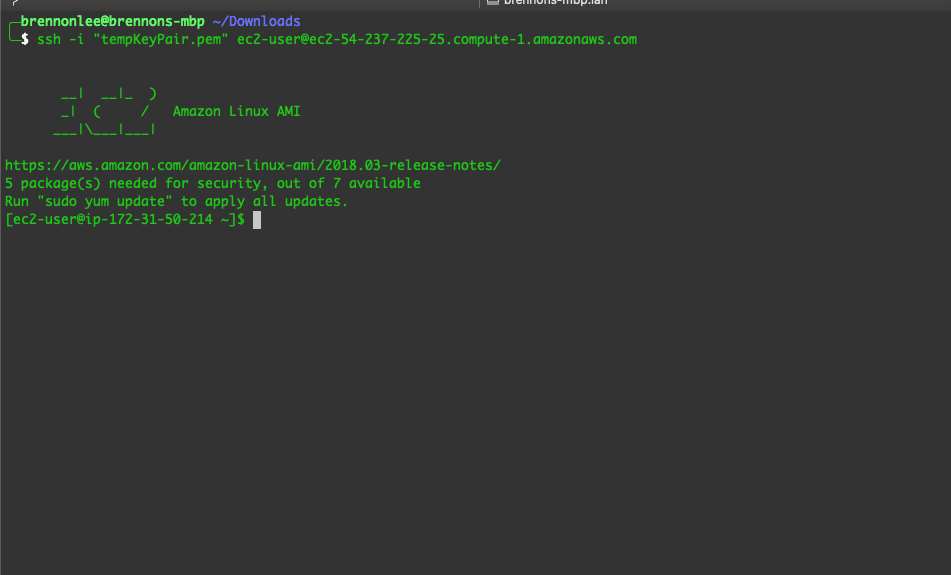 brennons-mbp.lan
brennonlee@brennons-mbp ~/Downloads
$ ssh -i "tempKeyPair.pem" ec2-user@ec2-54-237-225-25.compute-1.amazonaws.com
       __|  __|_  )
       _|  (     /   Amazon Linux AMI
      ___|\___|___|
https://aws.amazon.com/amazon-linux-ami/2018.03-release-notes/
5 package(s) needed for security, out of 7 available
Run "sudo yum update" to apply all updates.
[ec2-user@ip-172-31-50-214 ~]$